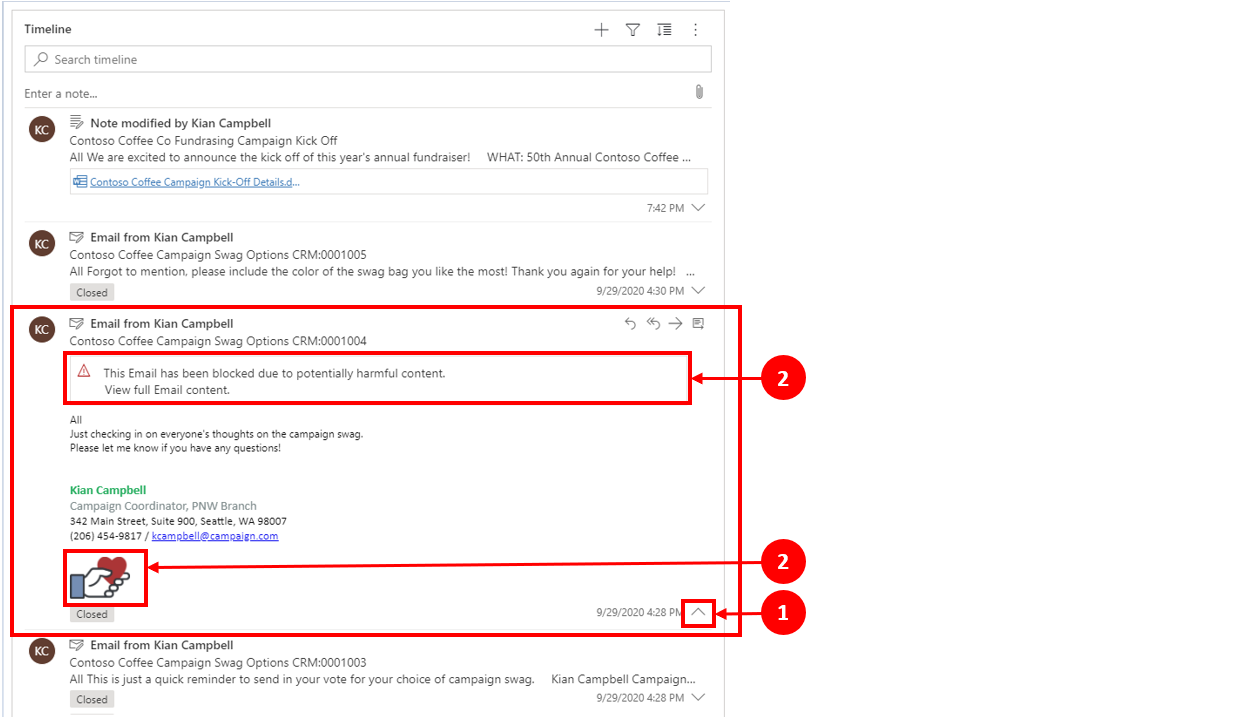 Timeline
Search timeline
Enter a note...
KC
Note modified by Kian Campbell
Contoso Coffee Co Fundrasing Campaign Kick Off
All We are excited to announce the kick off of this year's annual fundraiser! WHAT: 50th Annual Contoso Coffee ...
Contoso Coffee Campaign Kick-Off Details.d...
7:42 PM
KC
Email from Kian Campbell
Contoso Coffee Campaign Swag Options CRM:0001005
All Forgot to mention, please include the color of the swag bag you like the most! Thank you again for your help! ...
Closed 9/29/2020 4:30 PM
KC
Email from Kian Campbell
Contoso Coffee Campaign Swag Options CRM:0001004
This Email has been blocked due to potentially harmful content.
View full Email content.
2
All
Just checking in on everyone's thoughts on the campaign swag.
Please let me know if you have any questions!
Kian Campbell
Campaign Coordinator, PNW Branch
342 Main Street, Suite 900, Seattle, WA 98007
(206) 454-9817 / kcampbell@campaign.com
2
Closed 9/29/2020 4:28 PM
1
KC
Email from Kian Campbell
Contoso Coffee Campaign Swag Options CRM:0001003
All This is just a quick reminder to send in your vote for your choice of campaign swag. Kian Campbell Campaign...
Closed 9/29/2020 4:28 PM